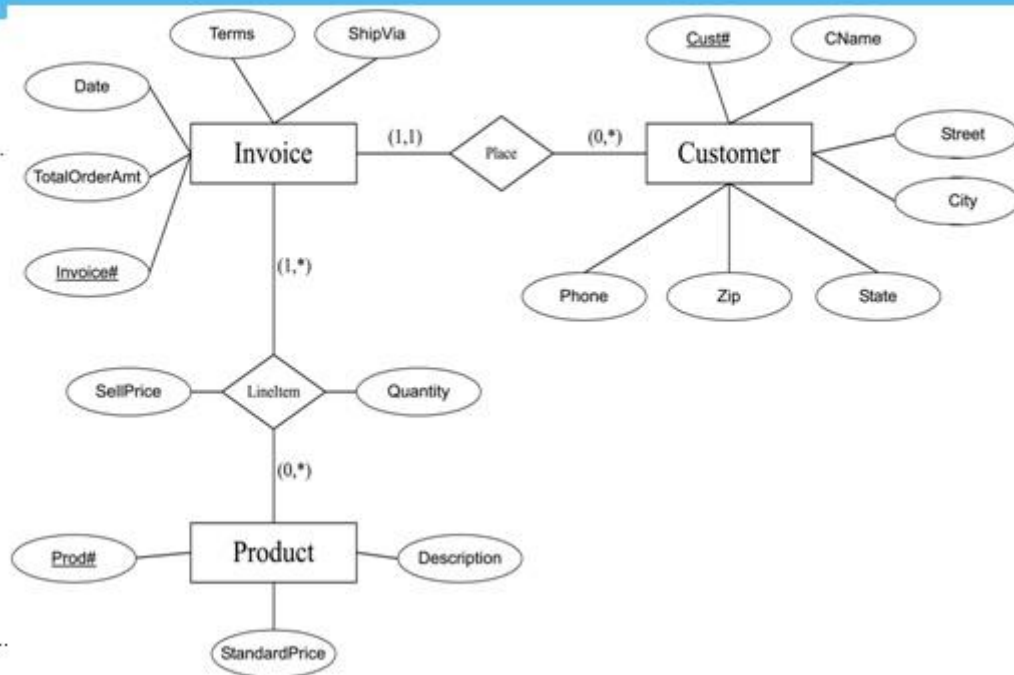 Terms
ShipVia
Cust#
CName
Date
Invoice
(1,1)
Place
(0,*)
Customer
Street
TotalOrderAmt
City
Invoice#
(1,*)
Phone
Zip
State
SellPrice
LineItem
Quantity
(0,*)
Prod#
Product
Description
StandardPrice